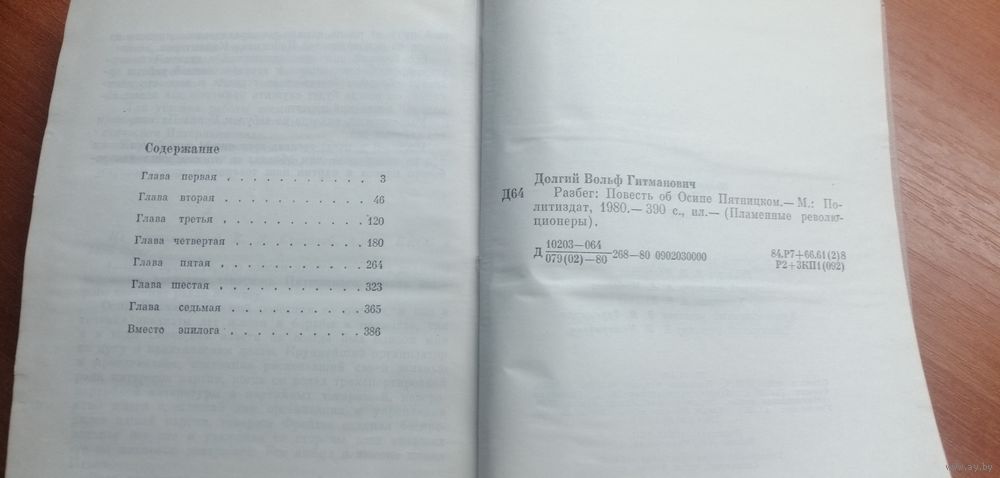 Содержание
Глава первая . . . . . . . . . . . 3
Глава вторая . . . . . . . . . . . 46
Глава третья . . . . . . . . . . . 120
Глава четвертая . . . . . . . . . . 180
Глава пятая . . . . . . . . . . . 264
Глава шестая . . . . . . . . . . . 323
Глава седьмая . . . . . . . . . . 365
Вместо эпилога . . . . . . . . . . 386
Долгий Вольф Гитманович
Д64 Разбег: Повесть об Осипе Пятницком.— М.: По-
литиздат, 1980.— 390 с., ил.— (Пламенные револю-
ционеры).
Д 10203—064
079(02)—80 268—80 0902030000
84.Р7+66.61(2)8
Р2+3КП1(092)
www.ay.by